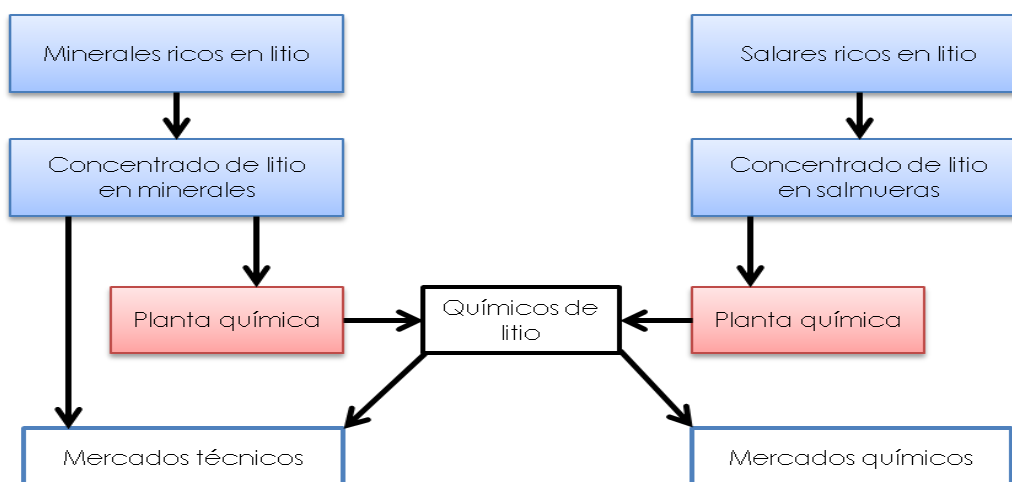 Minerales ricos en litio
Salares ricos en litio
Concentrado de litio
en minerales
Concentrado de litio
en salmueras
Planta química
Químicos de
litio
Planta química
Mercados técnicos
Mercados químicos